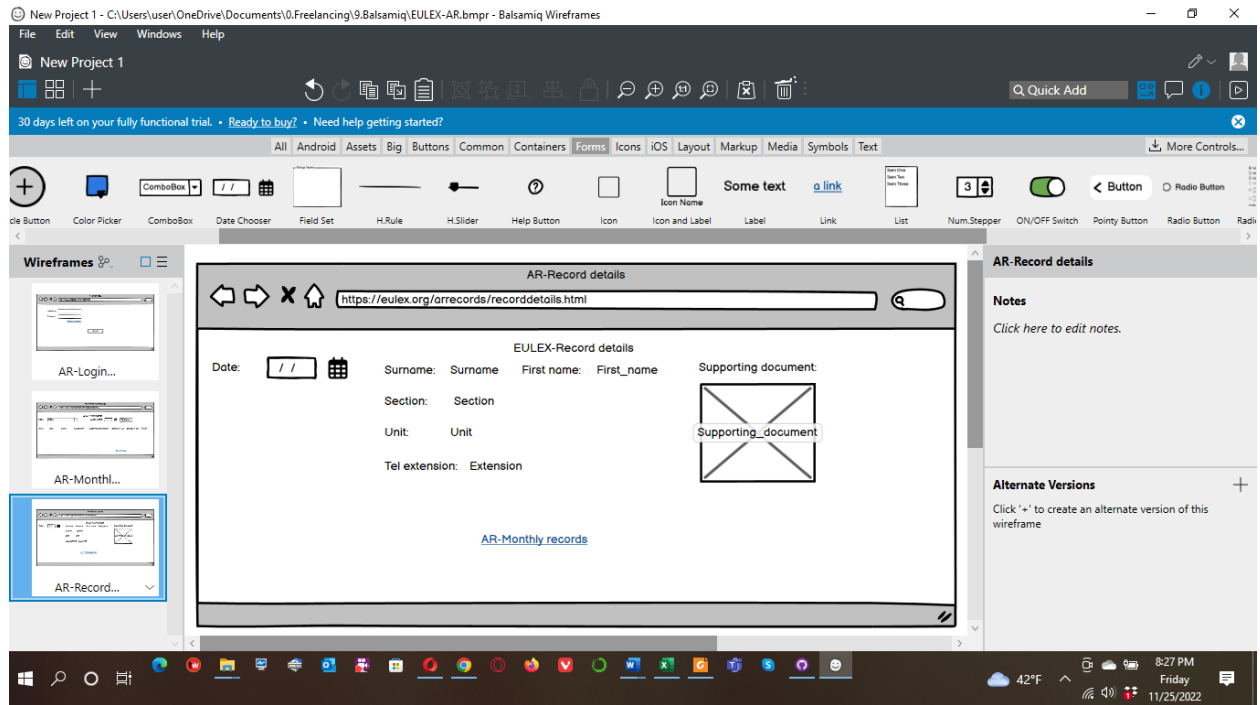 New Project 1 - C:\Users\user\OneDrive\Documents\0.Freelancing\9.Balsamiq\EULEX-AR.bmpr - Balsamiq Wireframes
File Edit View Windows Help
New Project 1
Quick Add
30 days left on your fully functional trial. • Ready to buy? • Need help getting started?
All Android Assets Big Buttons Common Containers Forms Icons iOS Layout Markup Media Symbols Text More Controls...
ComboBox / / Some text a link Item One
Item Two
Item Three
3 Button Radio Button
Icon Name
cle Button Color Picker ComboBox Date Chooser Field Set H.Rule H.Slider Help Button Icon Icon and Label Label Link List Num.Stepper ON/OFF Switch Pointy Button Radio Button Radi
Wireframes
AR-Login...
AR-Monthl...
AR-Record...
AR-Record details
https://eulex.org/arrecords/recorddetails.html
EULEX-Record details
Date: / / Surname: Surname First name: First_name Supporting document:
Section: Section
Unit: Unit Supporting_document
Tel extension: Extension
AR-Monthly records
AR-Record details
Notes
Click here to edit notes.
Alternate Versions
Click '+' to create an alternate version of this
wireframe
42°F
8:27 PM
Friday
11/25/2022